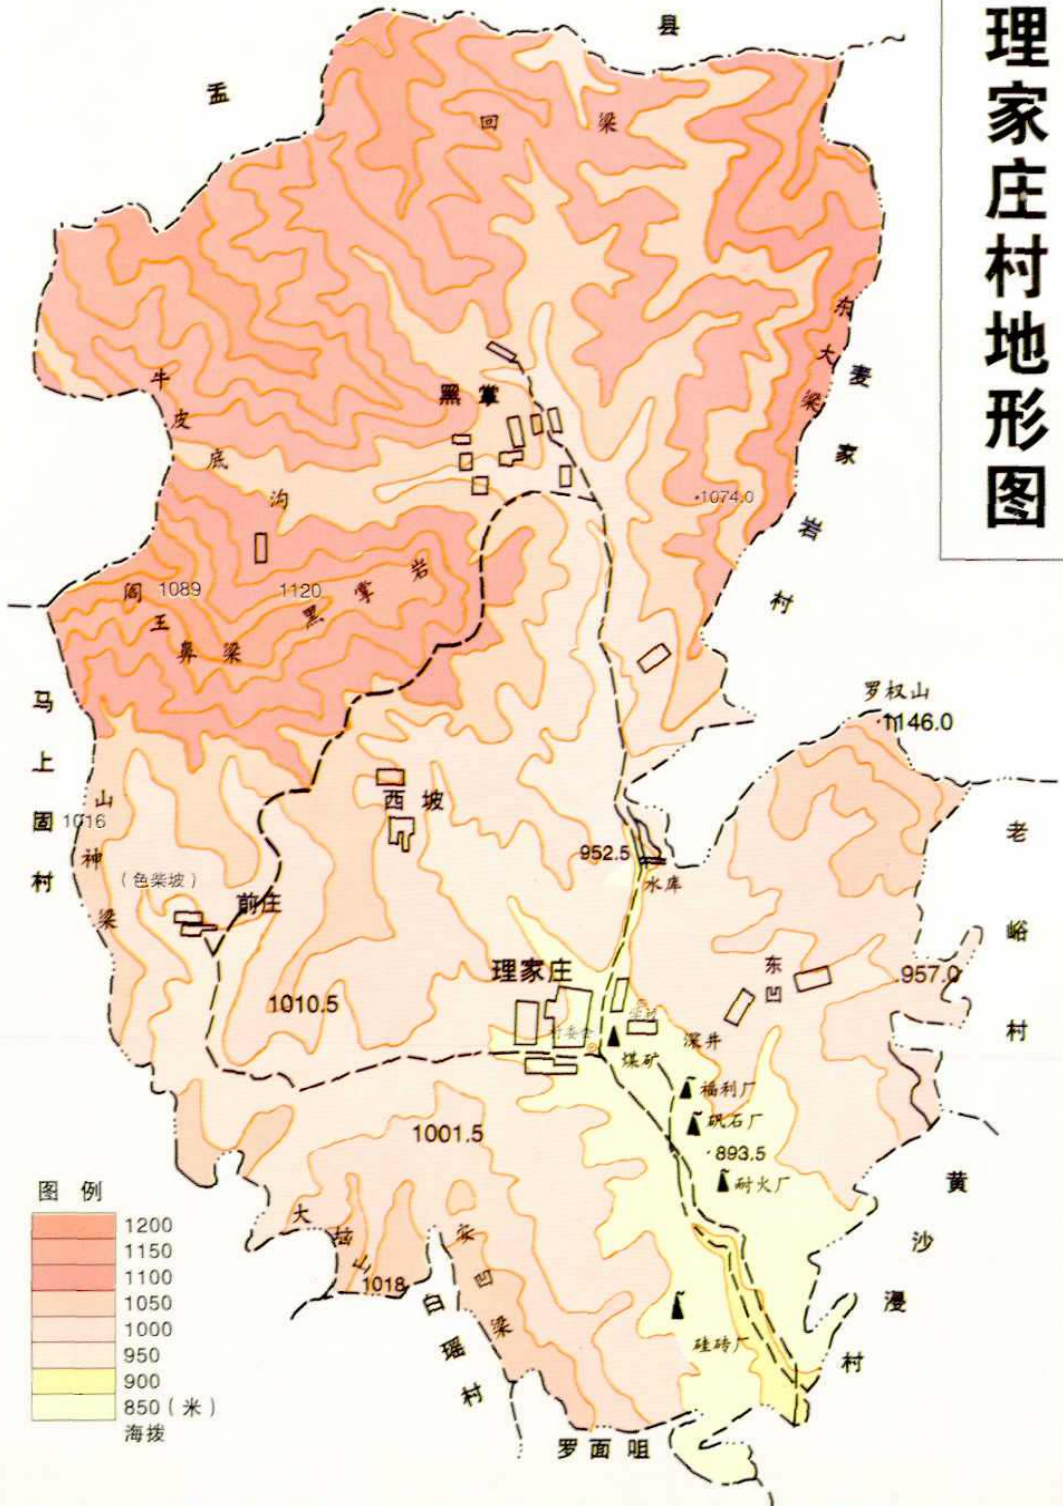 理家庄村地形图
盂
县
回
梁
东大梁
麦家岩村
黑掌
牛皮底沟
1074.0
阎王鼻梁
1089
1120
黑掌岩
马上固村
罗权山
1146.0
山神梁
1016
西坡
老峪村
952.5
水库
(色柴坡)
前庄
理家庄
东凹
957.0
1010.5
村委会
深井
煤矿
福利厂
矾石厂
1001.5
893.5
耐火厂
黄沙漫村
大垴山
1018
安凹梁
白瑶村
硅砖厂
罗面咀
图例
1200
1150
1100
1050
1000
950
900
850(米)
海拨